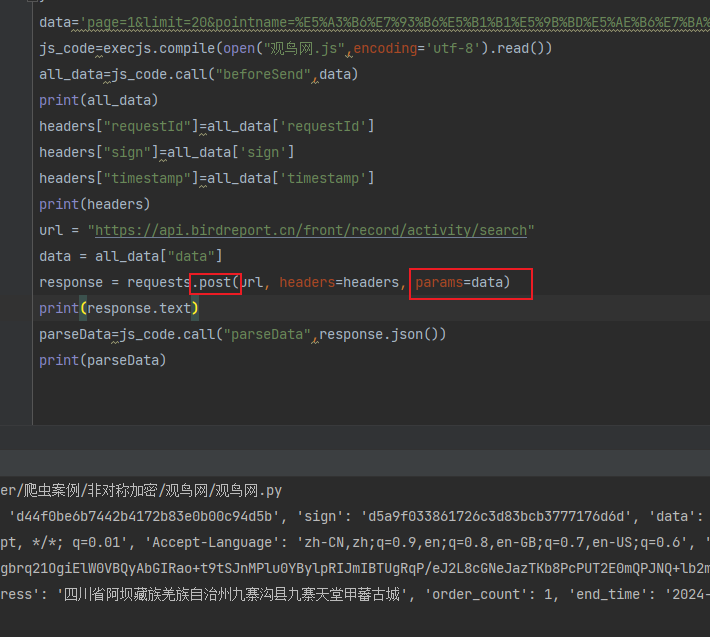 data='page=1&limit=20&pointname=%E5%A3%B6%E7%93%B6%E5%B1%B1%E5%9B%BD%E5%AE%B6%E7%BA%
js_code=execjs.compile(open("观鸟网.js",encoding='utf-8').read())
all_data=js_code.call("beforeSend",data)
print(all_data)
headers["requestId"]=all_data['requestId']
headers["sign"]=all_data['sign']
headers["timestamp"]=all_data['timestamp']
print(headers)
url = "https://api.birdreport.cn/front/record/activity/search"
data = all_data["data"]
response = requests.post(url, headers=headers, params=data)
print(response.text)
parseData=js_code.call("parseData",response.json())
print(parseData)
er/爬虫案例/非对称加密/观鸟网/观鸟网.py
'd44f0be6b7442b4172b83e0b00c94d5b', 'sign': 'd5a9f033861726c3d83bcb3777176d6d', 'data':
pt, */*; q=0.01', 'Accept-Language': 'zh-CN,zh;q=0.9,en;q=0.8,en-GB;q=0.7,en-US;q=0.6', '
gbrq21OgiElW0VBQyAbGIRao+t9tSJnMPlu0YBylpRIJmIBTUgRqP/eJ2L8cGNeJazTKb8PcPUT2E0mQPJNQ+lb2m
ress': '四川省阿坝藏族羌族自治州九寨沟县九寨天堂甲蕃古城', 'order_count': 1, 'end_time': '2024-